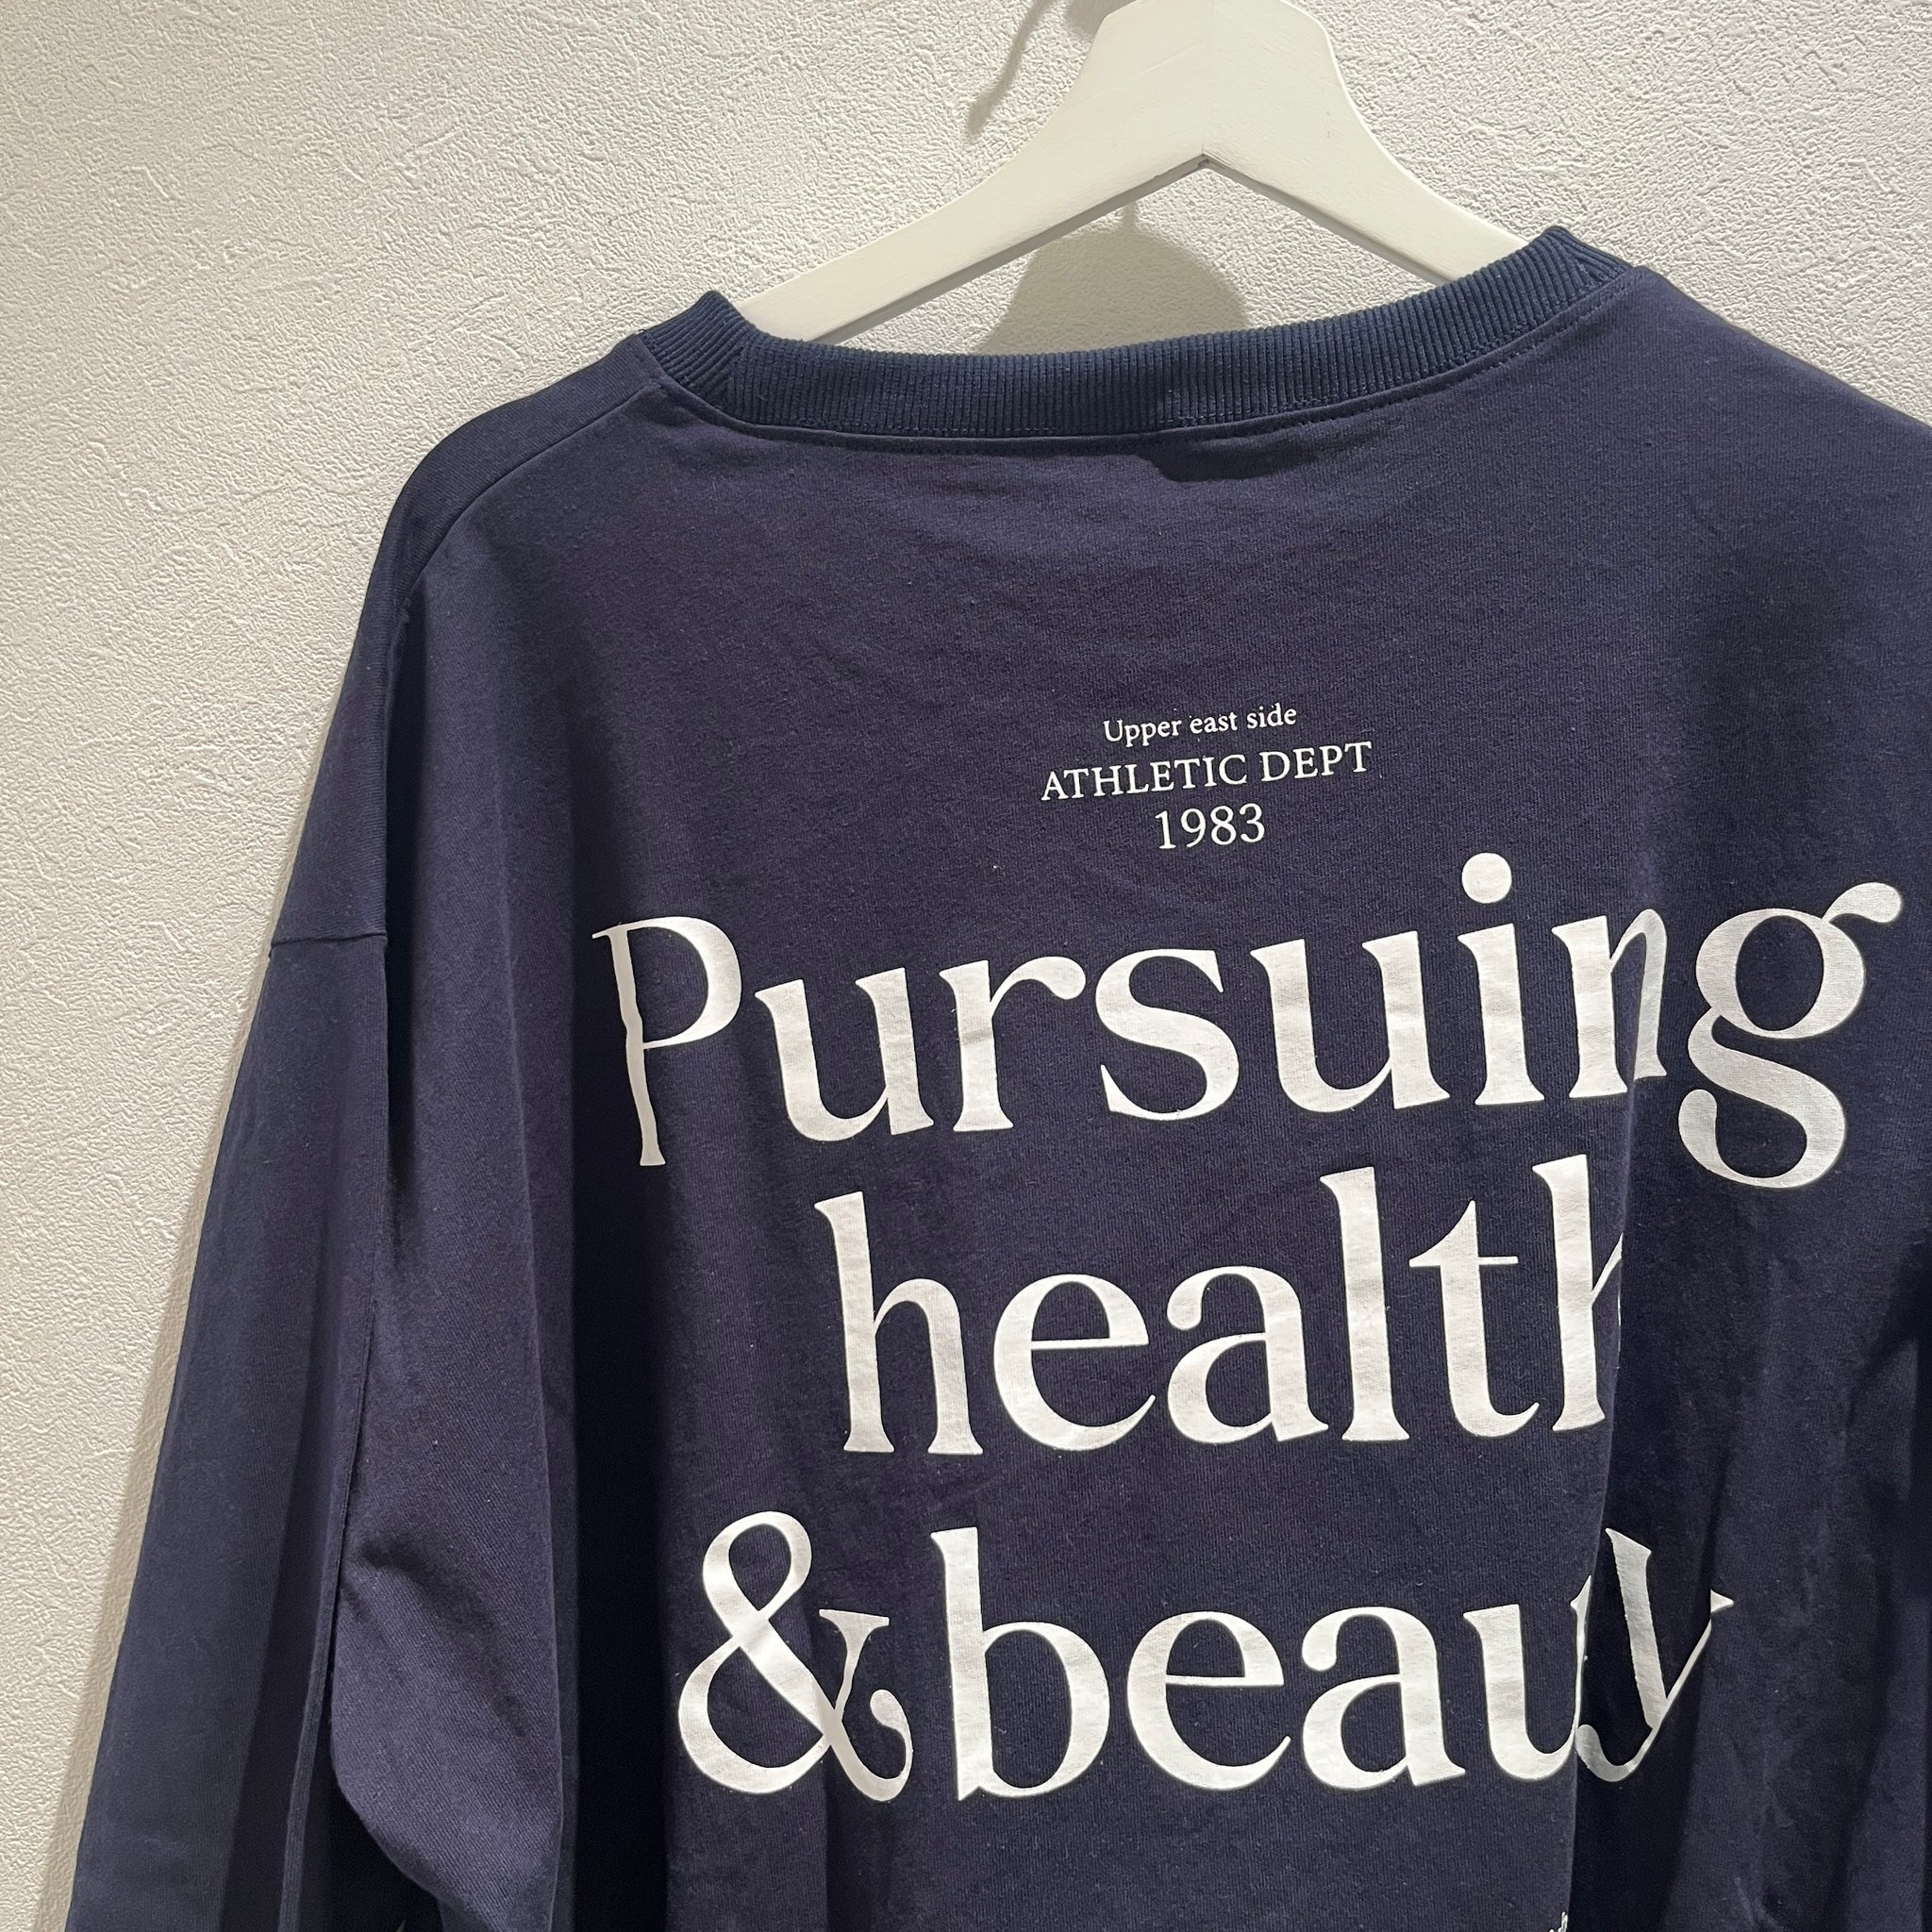 Upper east side
ATHLETIC DEPT
1983
Pursuing
health
& beauty